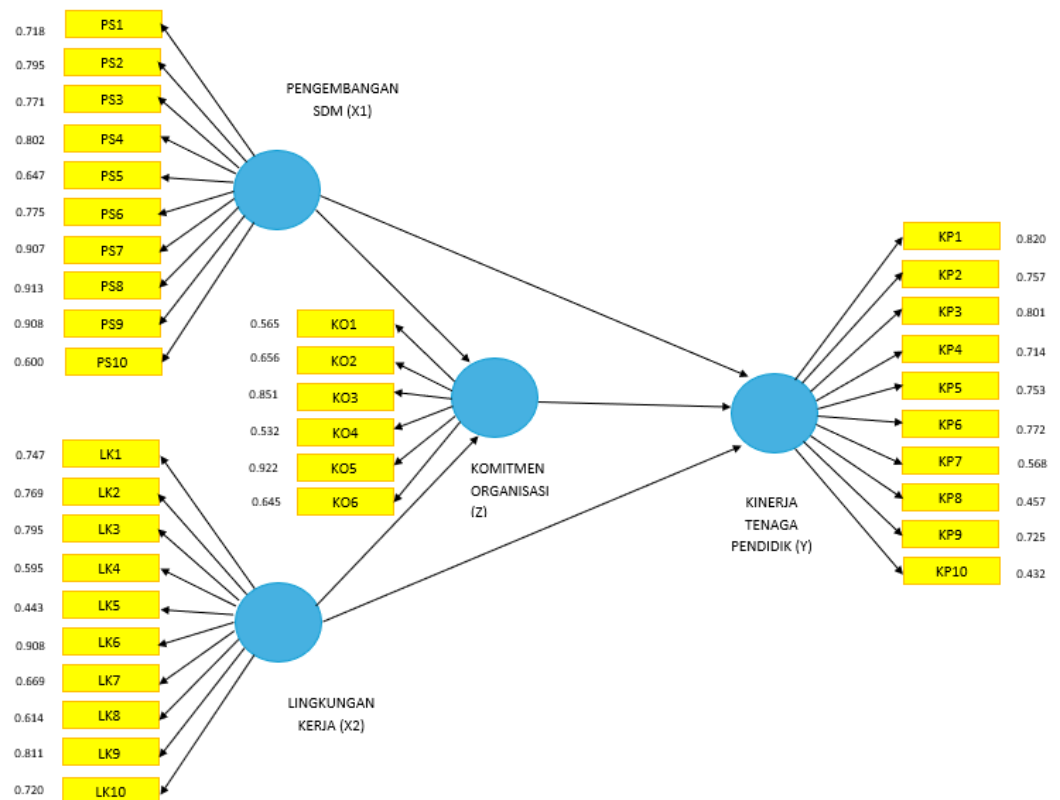 0.718 PS1
0.795 PS2
0.771 PS3
0.802 PS4
0.647 PS5
0.775 PS6
0.907 PS7
0.913 PS8
0.908 PS9
0.600 PS10
PENGEMBANGAN
SDM (X1)
0.565 KO1
0.656 KO2
0.851 KO3
0.532 KO4
0.922 KO5
0.645 KO6
KOMITMEN
ORGANISASI
(Z)
0.747 LK1
0.769 LK2
0.795 LK3
0.595 LK4
0.443 LK5
0.908 LK6
0.669 LK7
0.614 LK8
0.811 LK9
0.720 LK10
LINGKUNGAN
KERJA (X2)
KP1 0.820
KP2 0.757
KP3 0.801
KP4 0.714
KP5 0.753
KP6 0.772
KP7 0.568
KP8 0.457
KP9 0.725
KP10 0.432
KINERJA
TENAGA
PENDIDIK (Y)